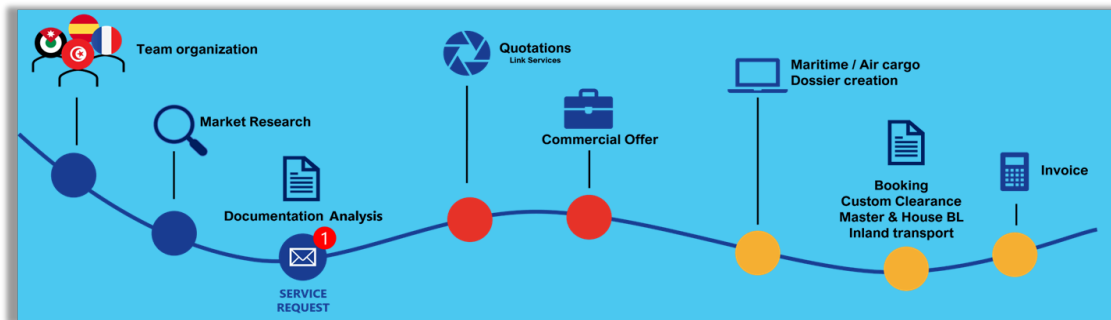 Team organization
Market Research
Documentation Analysis
1
SERVICE
REQUEST
Quotations
Link Services
Commercial Offer
Maritime / Air cargo
Dossier creation
Booking
Custom Clearance
Master & House BL
Inland transport
Invoice